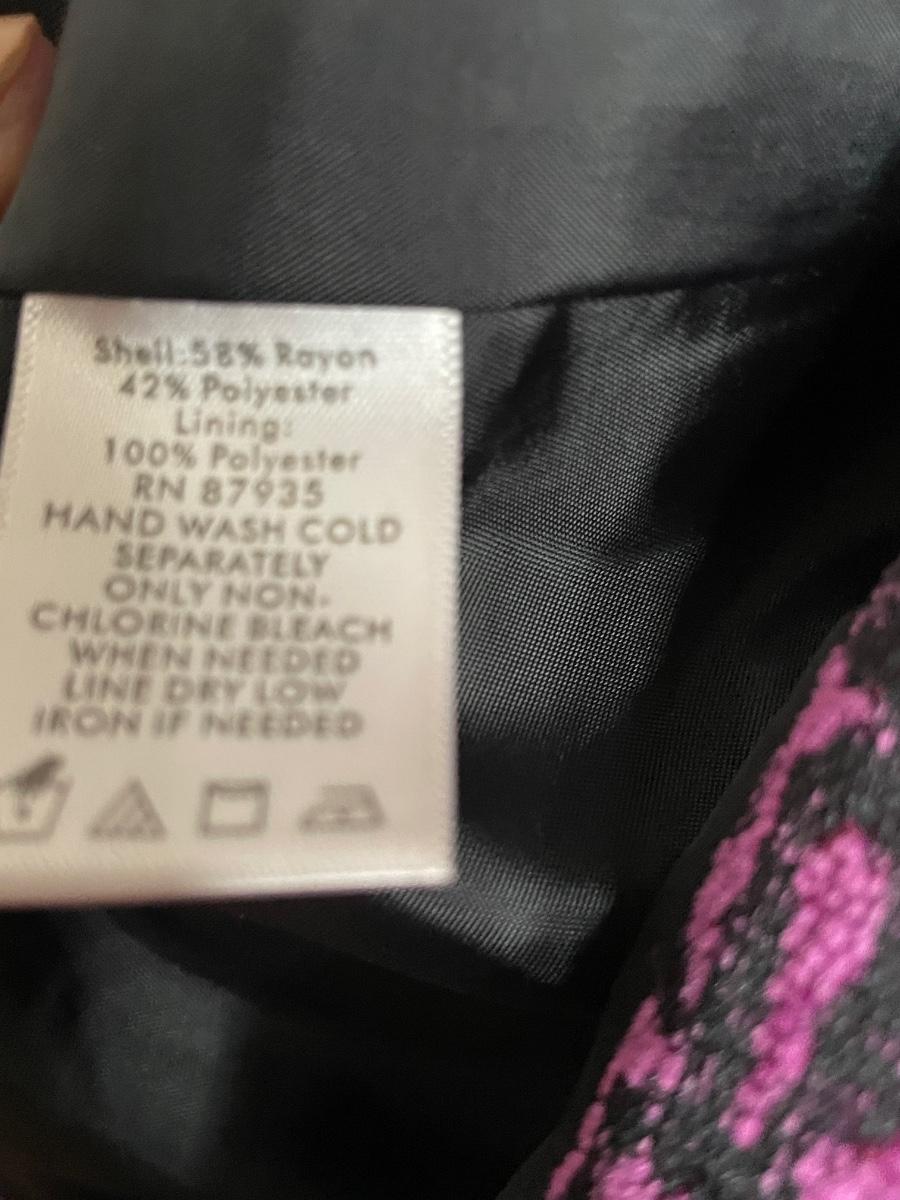 Shell:58% Rayon
42% Polyester
Lining:
100% Polyester
RN 87935
HAND WASH COLD
SEPARATELY
ONLY NON-
CHLORINE BLEACH
WHEN NEEDED
LINE DRY LOW
IRON IF NEEDED